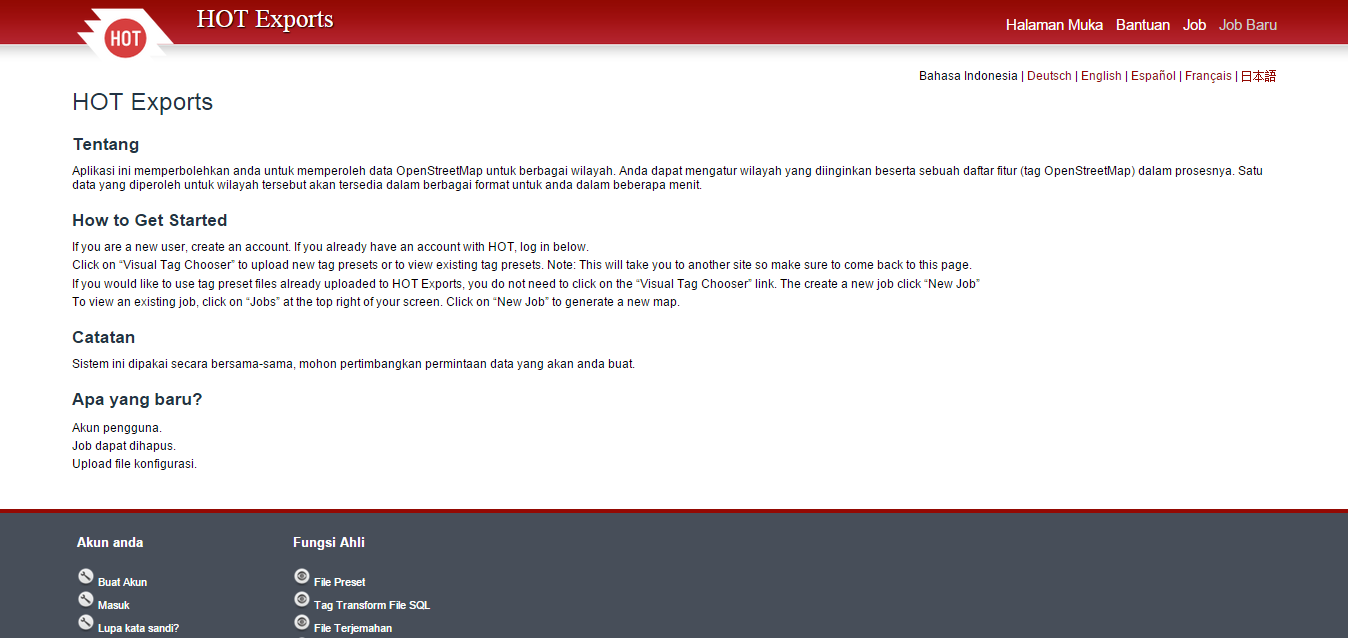 HOT
HOT Exports
Halaman Muka Bantuan Job Job Baru
Bahasa Indonesia | Deutsch | English | Español | Français | 日本語
HOT Exports
Tentang
Aplikasi ini memperbolehkan anda untuk memperoleh data OpenStreetMap untuk berbagai wilayah. Anda dapat mengatur wilayah yang diinginkan beserta sebuah daftar fitur (tag OpenStreetMap) dalam prosesnya. Satu
data yang diperoleh untuk wilayah tersebut akan tersedia dalam berbagai format untuk anda dalam beberapa menit.
How to Get Started
If you are a new user, create an account. If you already have an account with HOT, log in below.
Click on “Visual Tag Chooser” to upload new tag presets or to view existing tag presets. Note: This will take you to another site so make sure to come back to this page.
If you would like to use tag preset files already uploaded to HOT Exports, you do not need to click on the “Visual Tag Chooser” link. The create a new job click “New Job”
To view an existing job, click on “Jobs” at the top right of your screen. Click on “New Job” to generate a new map.
Catatan
Sistem ini dipakai secara bersama-sama, mohon pertimbangkan permintaan data yang akan anda buat.
Apa yang baru?
Akun pengguna.
Job dapat dihapus.
Upload file konfigurasi.
Akun anda
Buat Akun
Masuk
Lupa kata sandi?
Fungsi Ahli
File Preset
Tag Transform File SQL
File Terjemahan